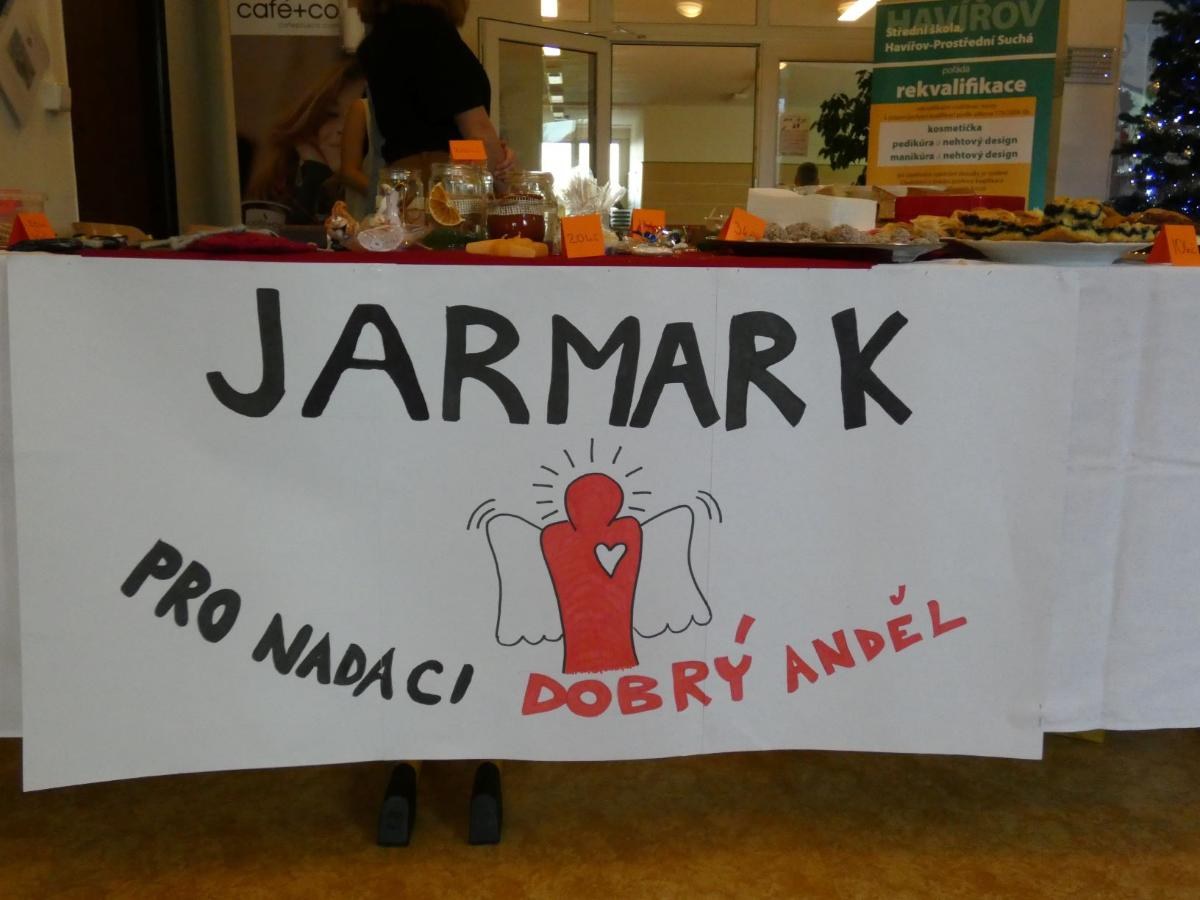 café+co
HAVÍŘOV
Střední škola,
Havířov-Prostřední Suchá
pořádá
rekvalifikace
kosmetička
pedikúra a nehtový design
manikúra a nehtový design
20 Kč
JARMARK
PRO NADACI DOBRÝ ANDĚL